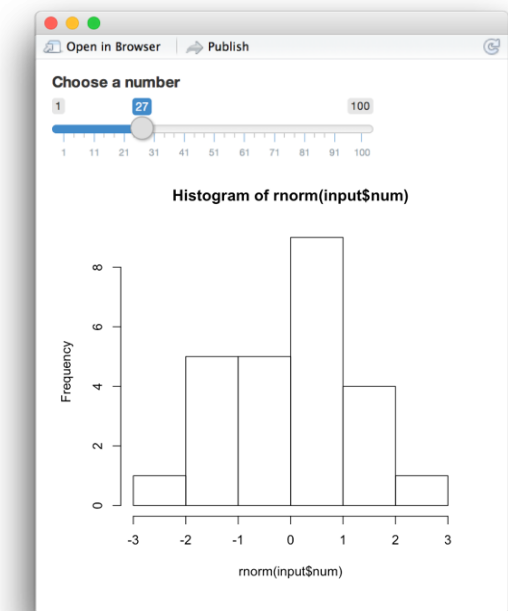 Open in Browser Publish
Choose a number
1 27 100
1 11 21 31 41 51 61 71 81 91 100
Histogram of rnorm(input$num)
Frequency
8
6
4
2
0
-3 -2 -1 0 1 2 3
rnorm(input$num)